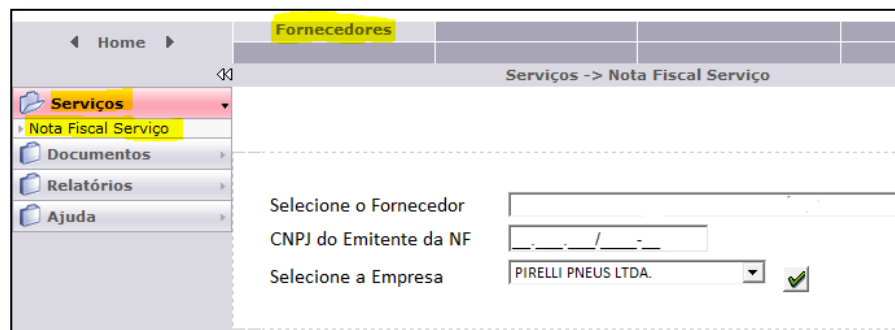 Home
Fornecedores
Serviços -> Nota Fiscal Serviço
Serviços
Nota Fiscal Serviço
Documentos
Relatórios
Ajuda
Selecione o Fornecedor
CNPJ do Emitente da NF
__.___.___/____-__
Selecione a Empresa
PIRELLI PNEUS LTDA.